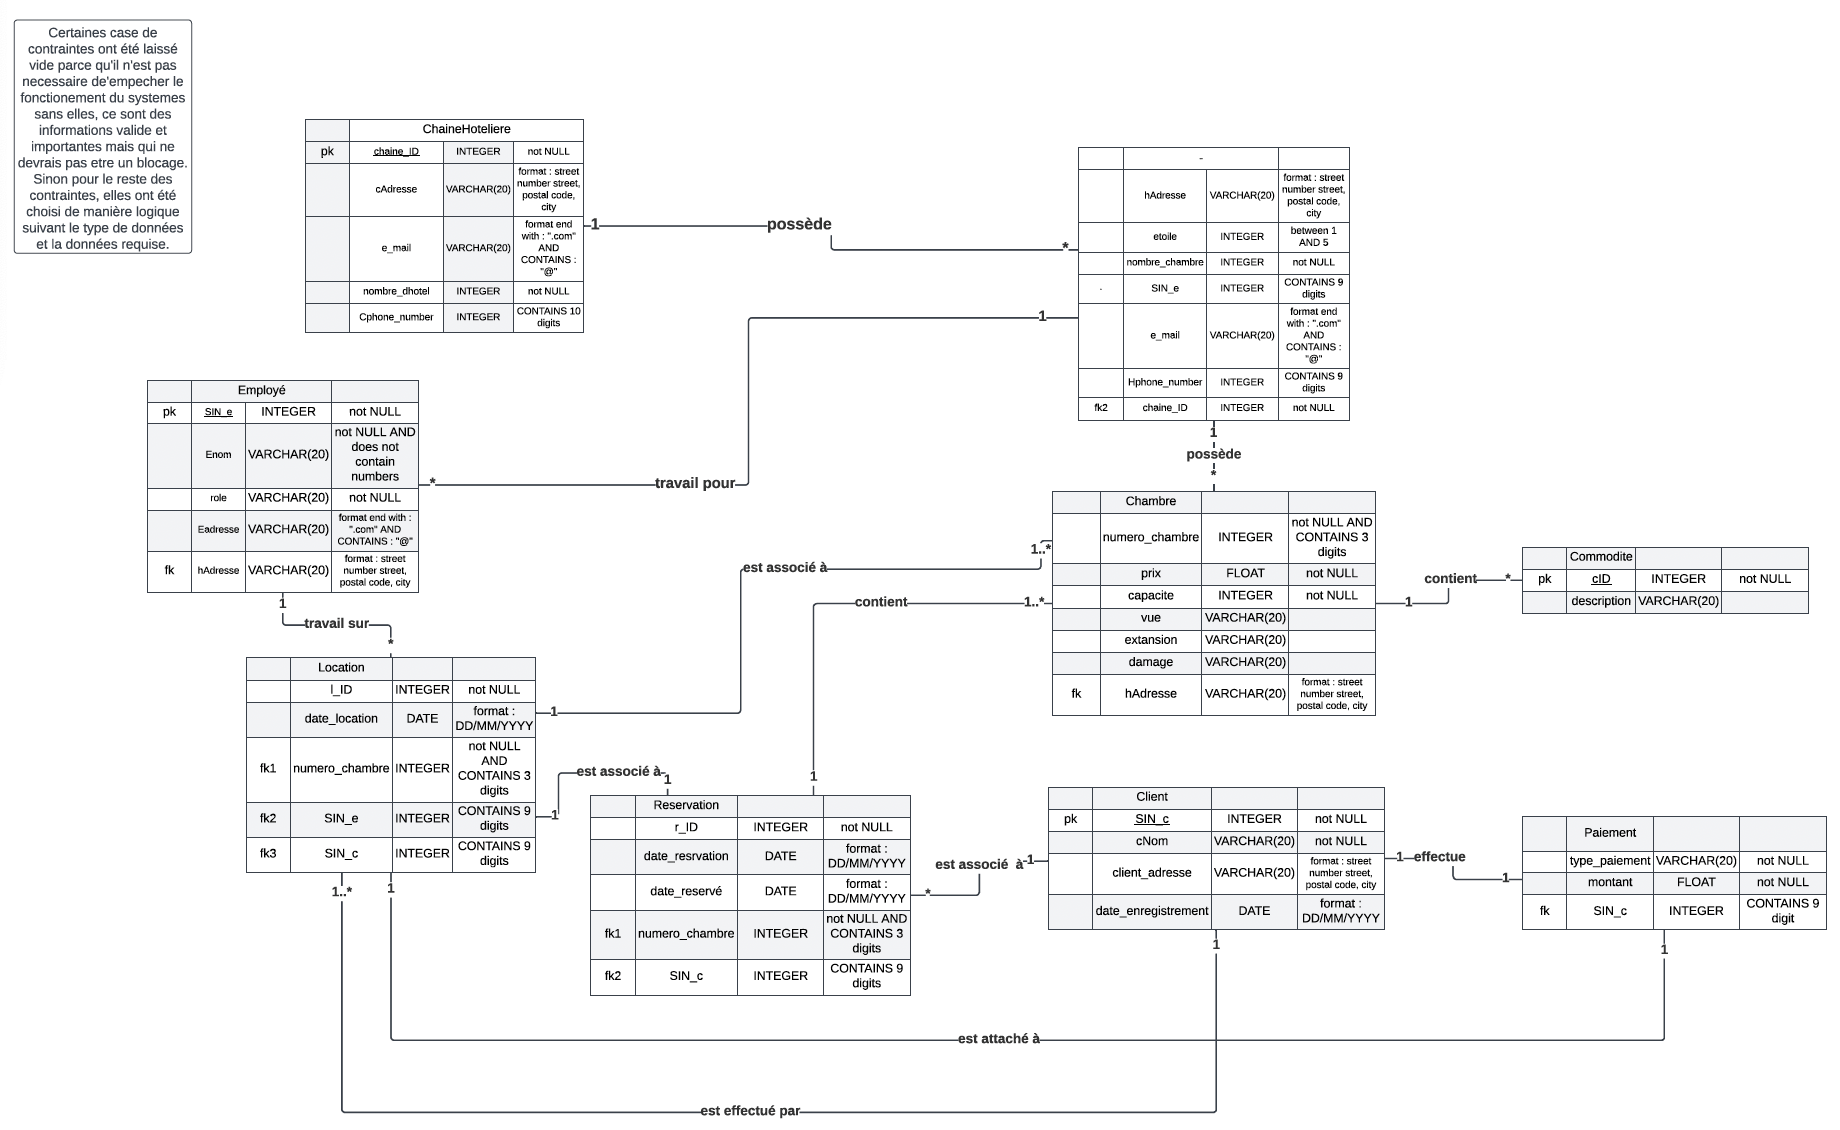 Certaines case de
contraintes ont été laissé
vide parce qu'il n'est pas
necessaire de'empecher le
fonctionement du systemes
sans elles, ce sont des
informations valide et
importantes mais qui ne
devrais pas etre un blocage.
Sinon pour le reste des
contraintes, elles ont été
choisi de manière logique
suivant le type de données
et la données requise.
ChaineHoteliere
pk chaine_ID INTEGER not NULL
cAdresse VARCHAR(20) format : street
number street,
postal code,
city
e_mail VARCHAR(20) format end
with : ".com"
AND
CONTAINS :
"@"
nombre_dhotel INTEGER not NULL
Cphone_number INTEGER CONTAINS 10
digits
1 possède *
-
hAdresse VARCHAR(20) format : street
number street,
postal code,
city
etoile INTEGER between 1
AND 5
nombre_chambre INTEGER not NULL
. SIN_e INTEGER CONTAINS 9
digits
e_mail VARCHAR(20) format end
with : ".com"
AND
CONTAINS :
"@"
Hphone_number INTEGER CONTAINS 9
digits
fk2 chaine_ID INTEGER not NULL
1
possède
*
Employé
pk SIN_e INTEGER not NULL
Enom VARCHAR(20) not NULL AND
does not
contain
numbers
role VARCHAR(20) not NULL
Eadresse VARCHAR(20) format end with :
".com" AND
CONTAINS : "@"
fk hAdresse VARCHAR(20) format : street
number street,
postal code, city
* travail pour 1
1
travail sur
*
Chambre
numero_chambre INTEGER not NULL AND
CONTAINS 3
digits
prix FLOAT not NULL
capacite INTEGER not NULL
vue VARCHAR(20)
extansion VARCHAR(20)
damage VARCHAR(20)
fk hAdresse VARCHAR(20) format : street
number street,
postal code, city
1 contient *
Commodite
pk cID INTEGER not NULL
description VARCHAR(20)
1 est associé à 1..*
1 contient 1..*
Location
l_ID INTEGER not NULL
date_location DATE format :
DD/MM/YYYY
fk1 numero_chambre INTEGER not NULL
AND
CONTAINS 3
digits
fk2 SIN_e INTEGER CONTAINS 9
digits
fk3 SIN_c INTEGER CONTAINS 9
digits
1 est associé à 1
Reservation
r_ID INTEGER not NULL
date_resrvation DATE format :
DD/MM/YYYY
date_reservé DATE format :
DD/MM/YYYY
fk1 numero_chambre INTEGER not NULL AND
CONTAINS 3
digits
fk2 SIN_c INTEGER CONTAINS 9
digits
* est associé à 1
Client
pk SIN_c INTEGER not NULL
cNom VARCHAR(20) not NULL
client_adresse VARCHAR(20) format : street
number street,
postal code, city
date_enregistrement DATE format :
DD/MM/YYYY
1 effectue 1
Paiement
type_paiement VARCHAR(20) not NULL
montant FLOAT not NULL
fk SIN_c INTEGER CONTAINS 9
digit
1 est attaché à 1
1..* est effectué par 1